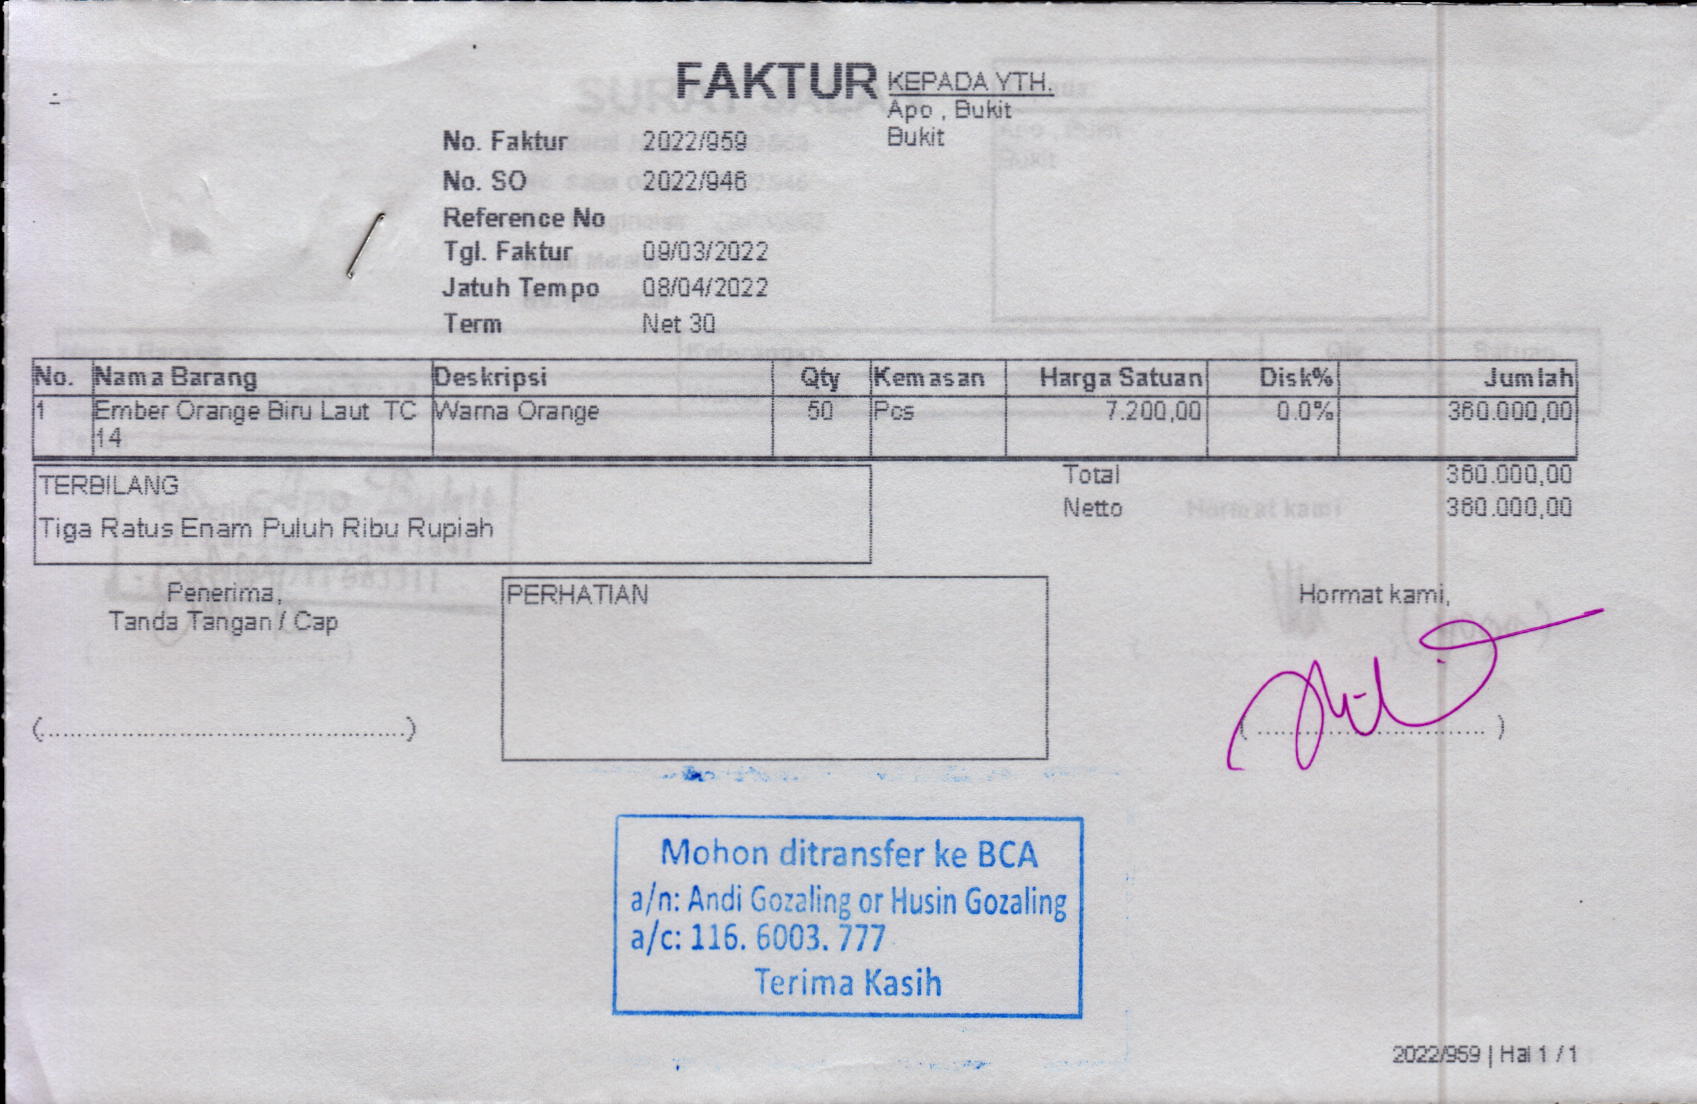 FAKTUR
KEPADA YTH.
Apo , Bukit
Bukit
No. Faktur 2022/959
No. SO 2022/946
Reference No
Tgl. Faktur 09/03/2022
Jatuh Tempo 08/04/2022
Term Net 30
No. Nama Barang Deskripsi Qty Kemasan Harga Satuan Disk% Jumlah
1 Ember Orange Biru Laut TC Warna Orange 50 Pcs 7.200,00 0.0% 360.000,00
14
TERBILANG
Tiga Ratus Enam Puluh Ribu Rupiah
Total 360.000,00
Netto 360.000,00
Penerima,
Tanda Tangan / Cap
(................................................)
PERHATIAN
Hormat kami,
(................................)
Mohon ditransfer ke BCA
a/n: Andi Gozaling or Husin Gozaling
a/c: 116. 6003. 777
Terima Kasih
2022/959 | Hal 1 / 1